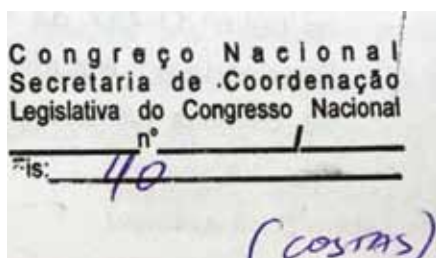 Congreço Nacional
Secretaria de Coordenação
Legislativa do Congresso Nacional
nº /
Fls: 40
(COSTAS)